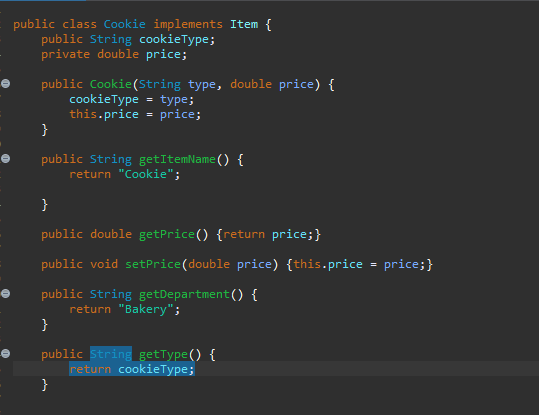 public class Cookie implements Item {
    public String cookieType;
    private double price;
    public Cookie(String type, double price) {
        cookieType = type;
        this.price = price;
    }
    public String getItemName() {
        return "Cookie";
    }
    public double getPrice() {return price;}
    public void setPrice(double price) {this.price = price;}
    public String getDepartment() {
        return "Bakery";
    }
    public String getType() {
        return cookieType;
    }